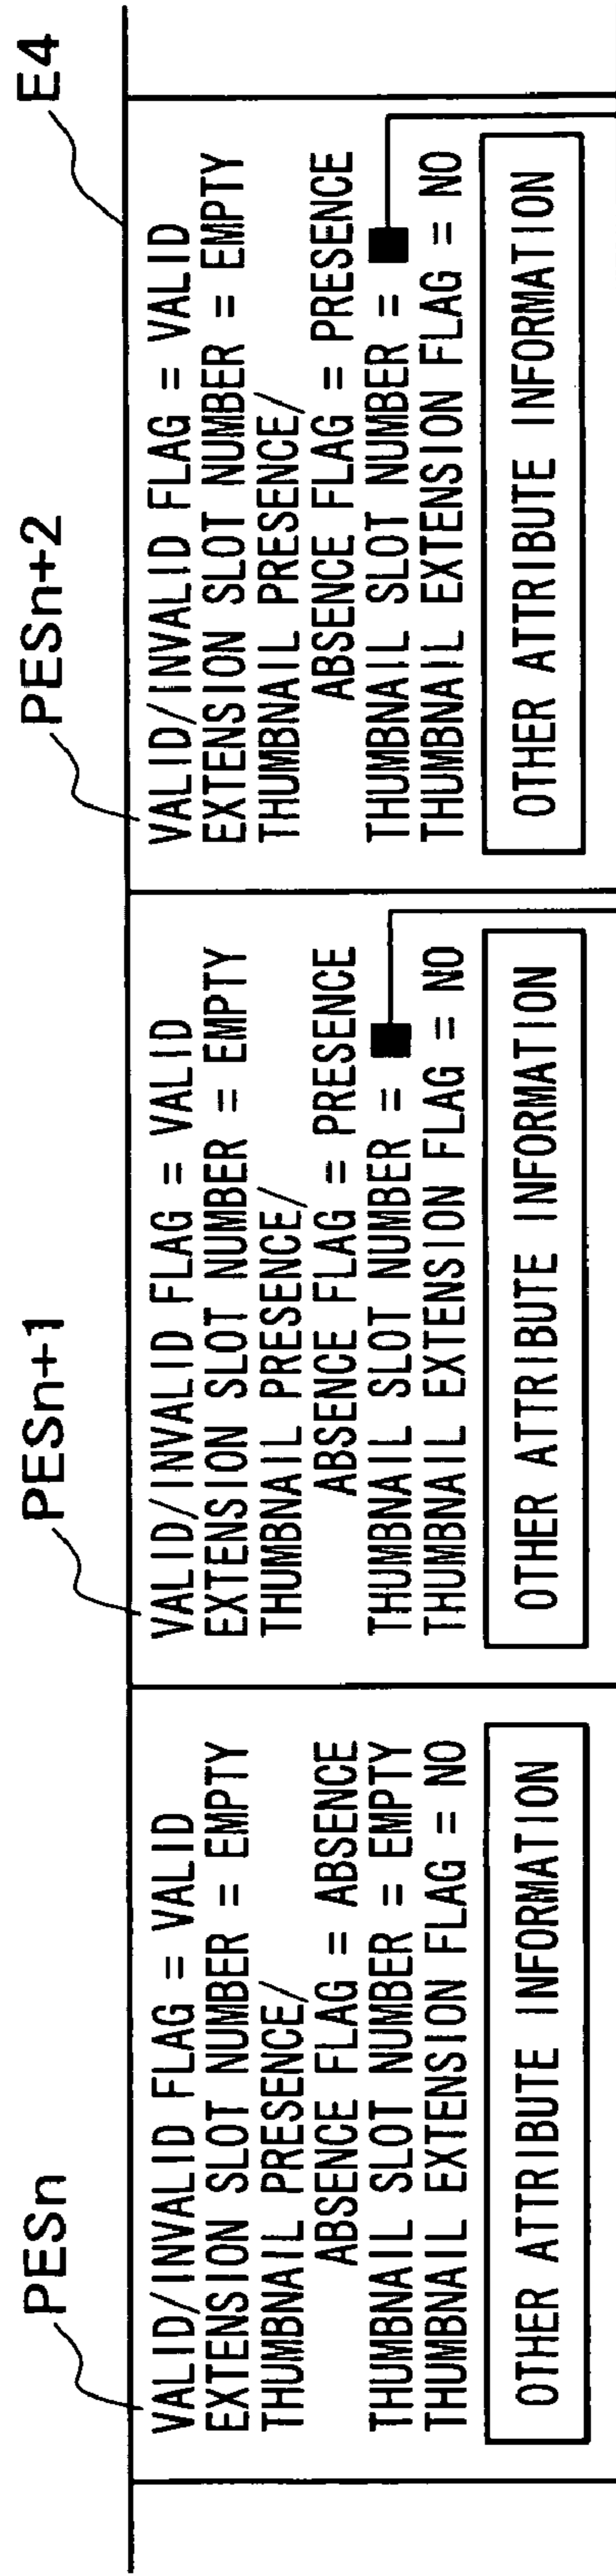 PESn
VALID/INVALID FLAG = VALID
EXTENSION SLOT NUMBER = EMPTY
THUMBNAIL PRESENCE/
ABSENCE FLAG = ABSENCE
THUMBNAIL SLOT NUMBER = EMPTY
THUMBNAIL EXTENSION FLAG = NO
OTHER ATTRIBUTE INFORMATION
PESn+1
VALID/INVALID FLAG = VALID
EXTENSION SLOT NUMBER = EMPTY
THUMBNAIL PRESENCE/
ABSENCE FLAG = PRESENCE
THUMBNAIL SLOT NUMBER = ■
THUMBNAIL EXTENSION FLAG = NO
OTHER ATTRIBUTE INFORMATION
PESn+2
VALID/INVALID FLAG = VALID
EXTENSION SLOT NUMBER = EMPTY
THUMBNAIL PRESENCE/
ABSENCE FLAG = PRESENCE
THUMBNAIL SLOT NUMBER = ■
THUMBNAIL EXTENSION FLAG = NO
OTHER ATTRIBUTE INFORMATION
E4